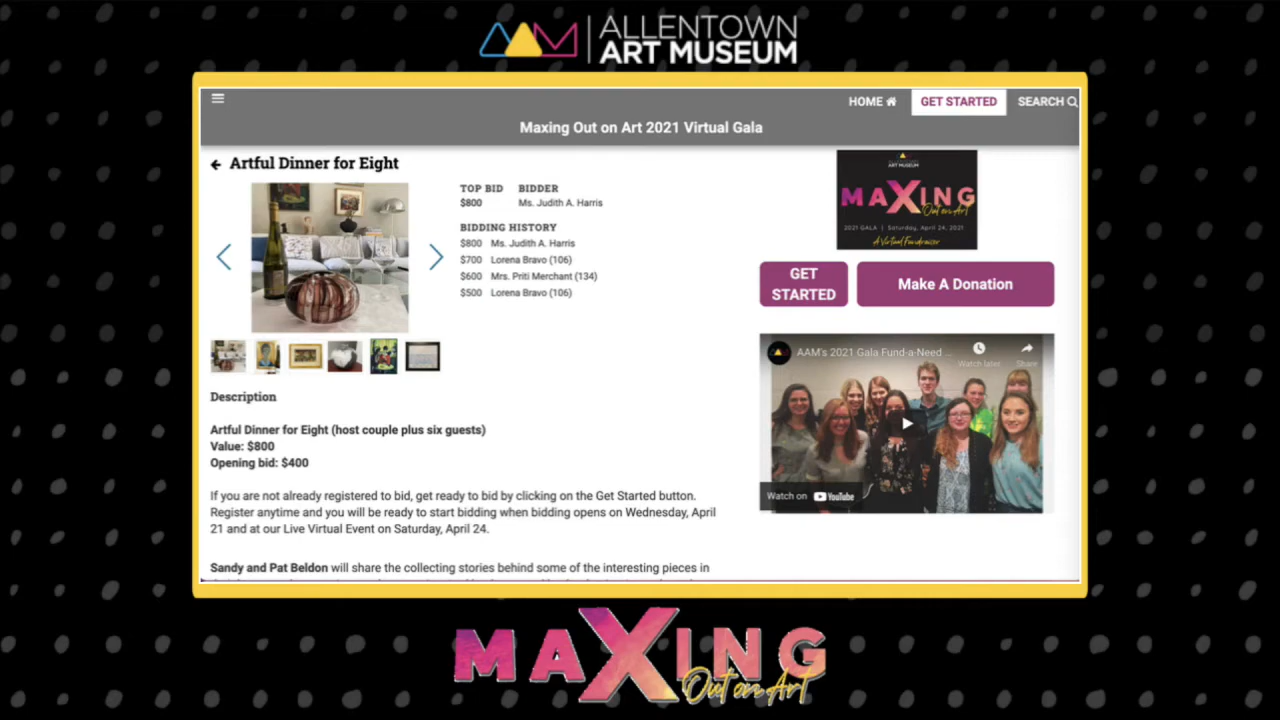 ALLENTOWN
ART MUSEUM
HOME
GET STARTED
SEARCH
Maxing Out on Art 2021 Virtual Gala
Artful Dinner for Eight
TOP BID BIDDER
$800 Ms. Judith A. Harris
BIDDING HISTORY
$800 Ms. Judith A. Harris
$700 Lorena Bravo (106)
$600 Mrs. Priti Merchant (134)
$500 Lorena Bravo (106)
Description
Artful Dinner for Eight (host couple plus six guests)
Value: $800
Opening bid: $400
If you are not already registered to bid, get ready to bid by clicking on the Get Started button.
Register anytime and you will be ready to start bidding when bidding opens on Wednesday, April
21 and at our Live Virtual Event on Saturday, April 24.
Sandy and Pat Beldon will share the collecting stories behind some of the interesting pieces in
ALLENTOWN
ART MUSEUM
MAXING
Out on Art
2021 GALA | Saturday, April 24, 2021
A Virtual Fundraiser
GET
STARTED
Make A Donation
AAM's 2021 Gala Fund-a-Need ...
Watch later
Share
Watch on YouTube
MAXING
Out on Art